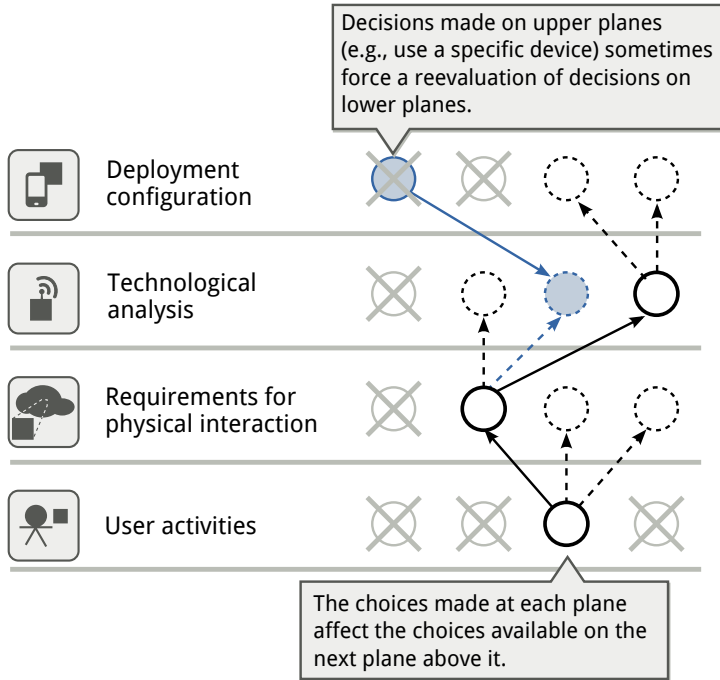 Decisions made on upper planes
(e.g., use a specific device) sometimes
force a reevaluation of decisions on
lower planes.
Deployment
configuration
Technological
analysis
Requirements for
physical interaction
User activities
The choices made at each plane
affect the choices available on the
next plane above it.